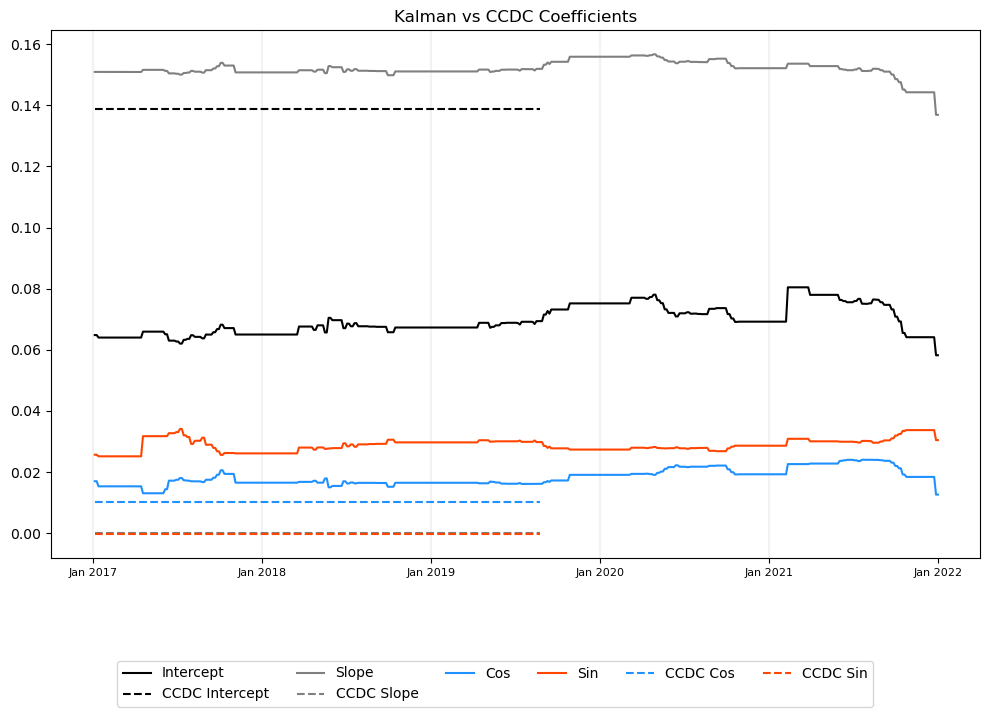 Kalman vs CCDC Coefficients
0.16
0.14
0.12
0.10
0.08
0.06
0.04
0.02
0.00
Jan 2017 Jan 2018 Jan 2019 Jan 2020 Jan 2021 Jan 2022
Intercept Slope Cos Sin CCDC Cos CCDC Sin
CCDC Intercept CCDC Slope